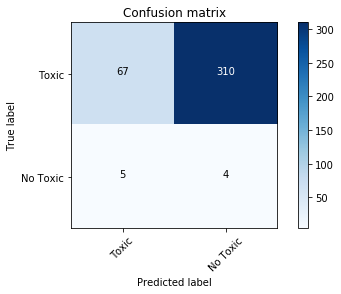 Confusion matrix
Toxic
67
310
No Toxic
5
4
True label
Toxic
No Toxic
Predicted label
300
250
200
150
100
50